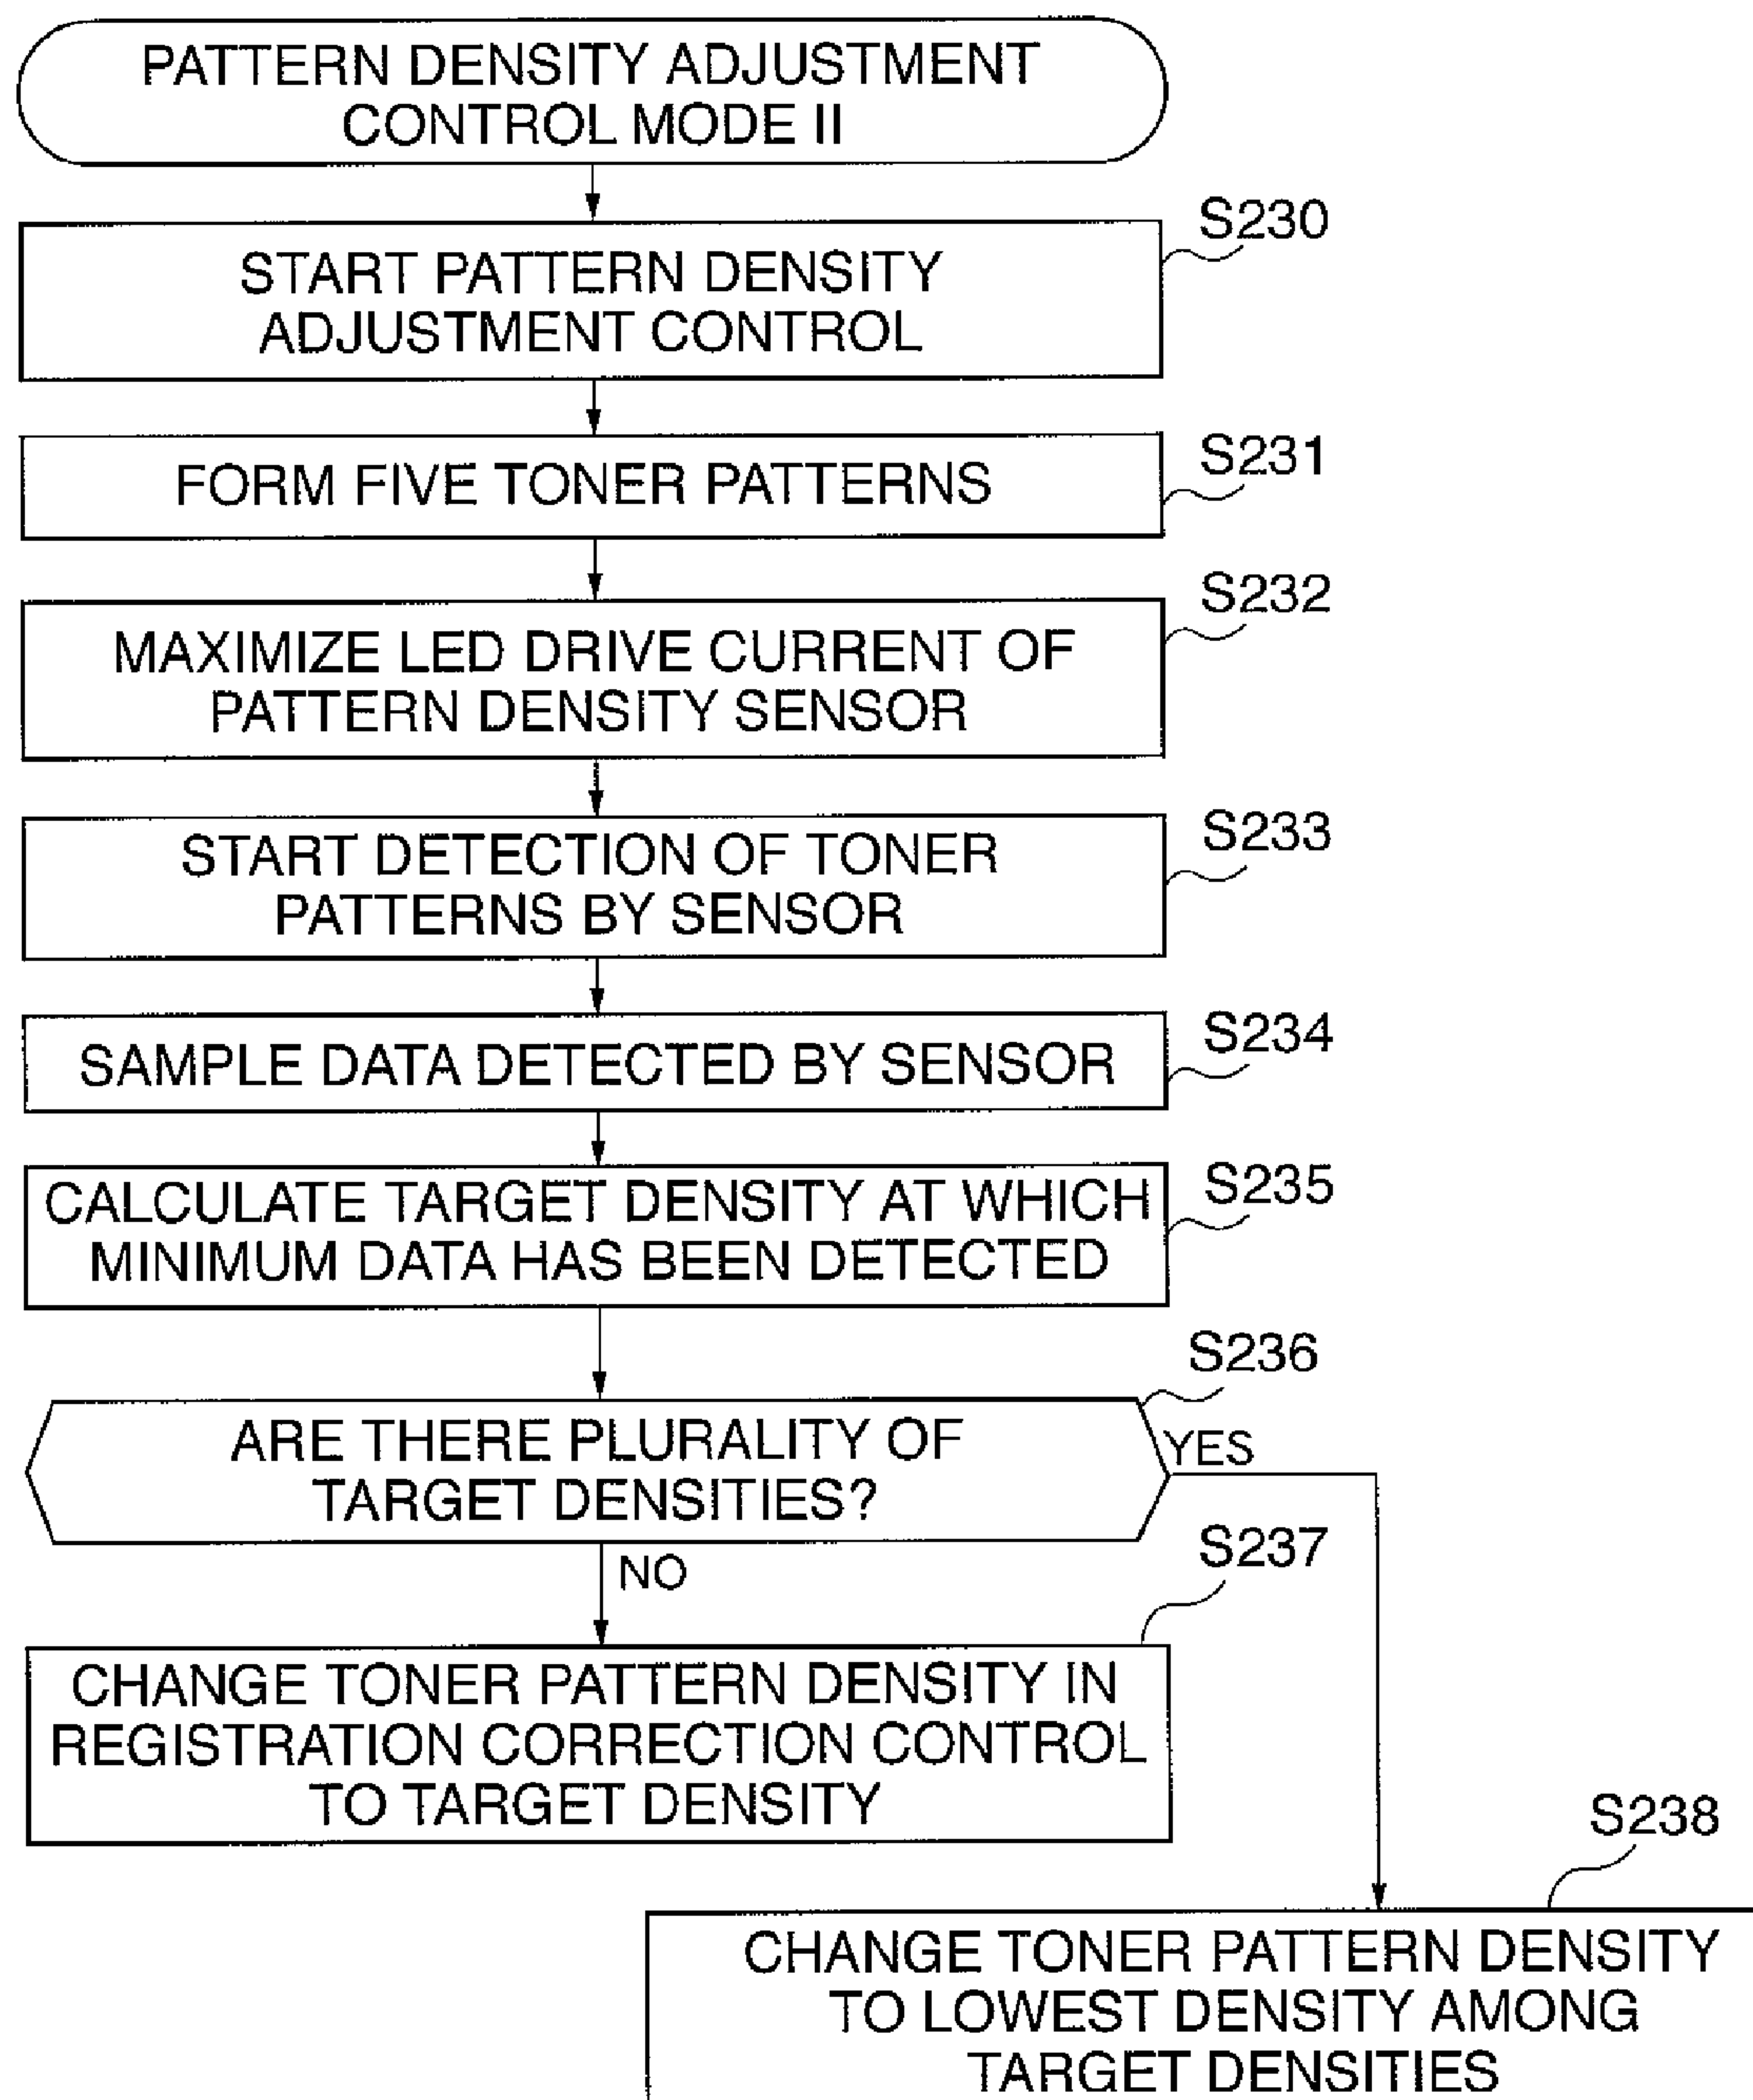 PATTERN DENSITY ADJUSTMENT
CONTROL MODE II
S230
START PATTERN DENSITY
ADJUSTMENT CONTROL
S231
FORM FIVE TONER PATTERNS
S232
MAXIMIZE LED DRIVE CURRENT OF
PATTERN DENSITY SENSOR
S233
START DETECTION OF TONER
PATTERNS BY SENSOR
S234
SAMPLE DATA DETECTED BY SENSOR
S235
CALCULATE TARGET DENSITY AT WHICH
MINIMUM DATA HAS BEEN DETECTED
S236
ARE THERE PLURALITY OF
TARGET DENSITIES?
YES
NO
S237
CHANGE TONER PATTERN DENSITY IN
REGISTRATION CORRECTION CONTROL
TO TARGET DENSITY
S238
CHANGE TONER PATTERN DENSITY
TO LOWEST DENSITY AMONG
TARGET DENSITIES